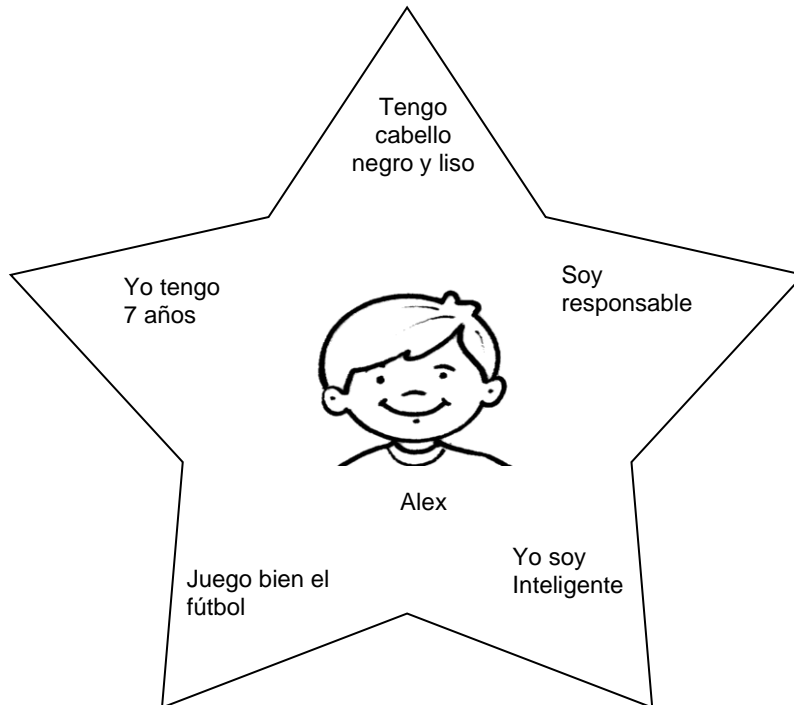 Tengo
cabello
negro y liso
Yo tengo
7 años
Soy
responsable
Alex
Juego bien el
fútbol
Yo soy
Inteligente